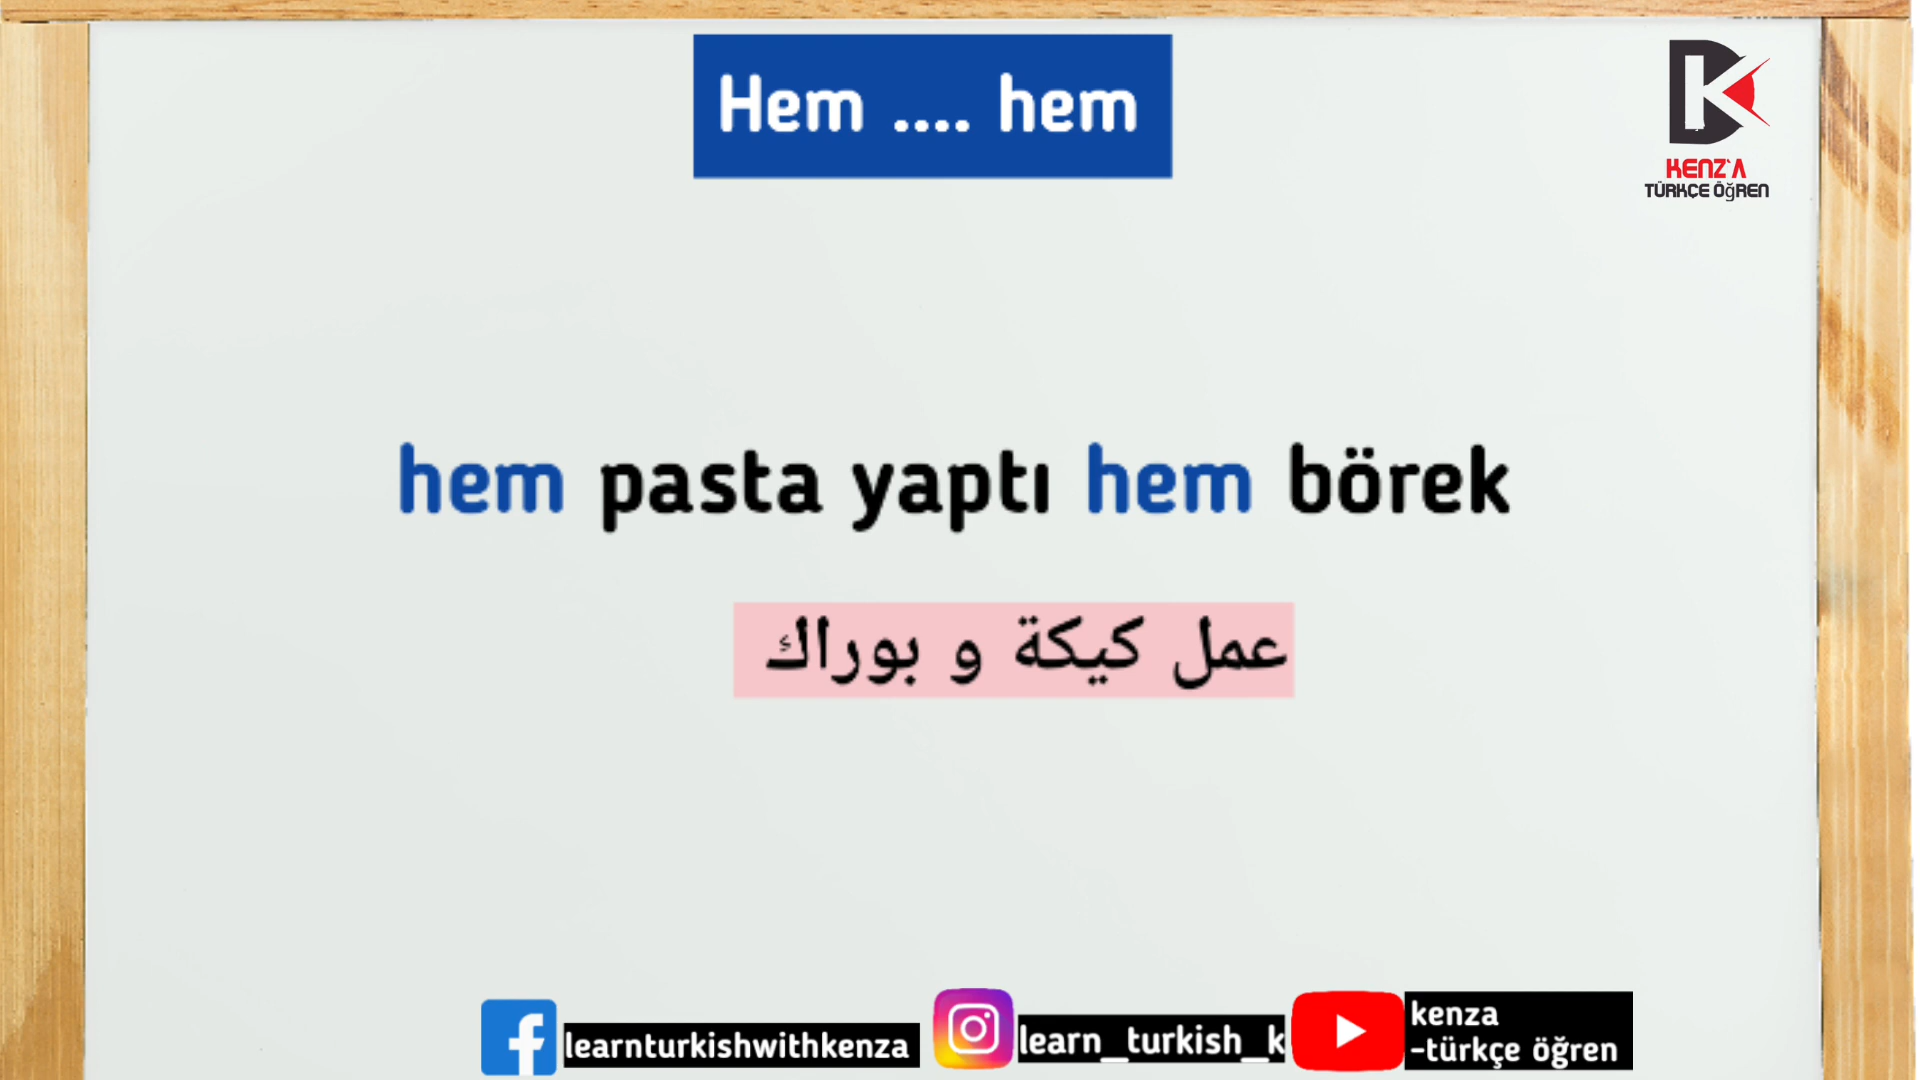 Hem .... hem
KENZ'A
TÜRKÇE ÖğREN
hem pasta yaptı hem börek
عمل كيكة و بوراك
learnturkishwithkenza
learn_turkish_k
kenza
-türkçe öğren